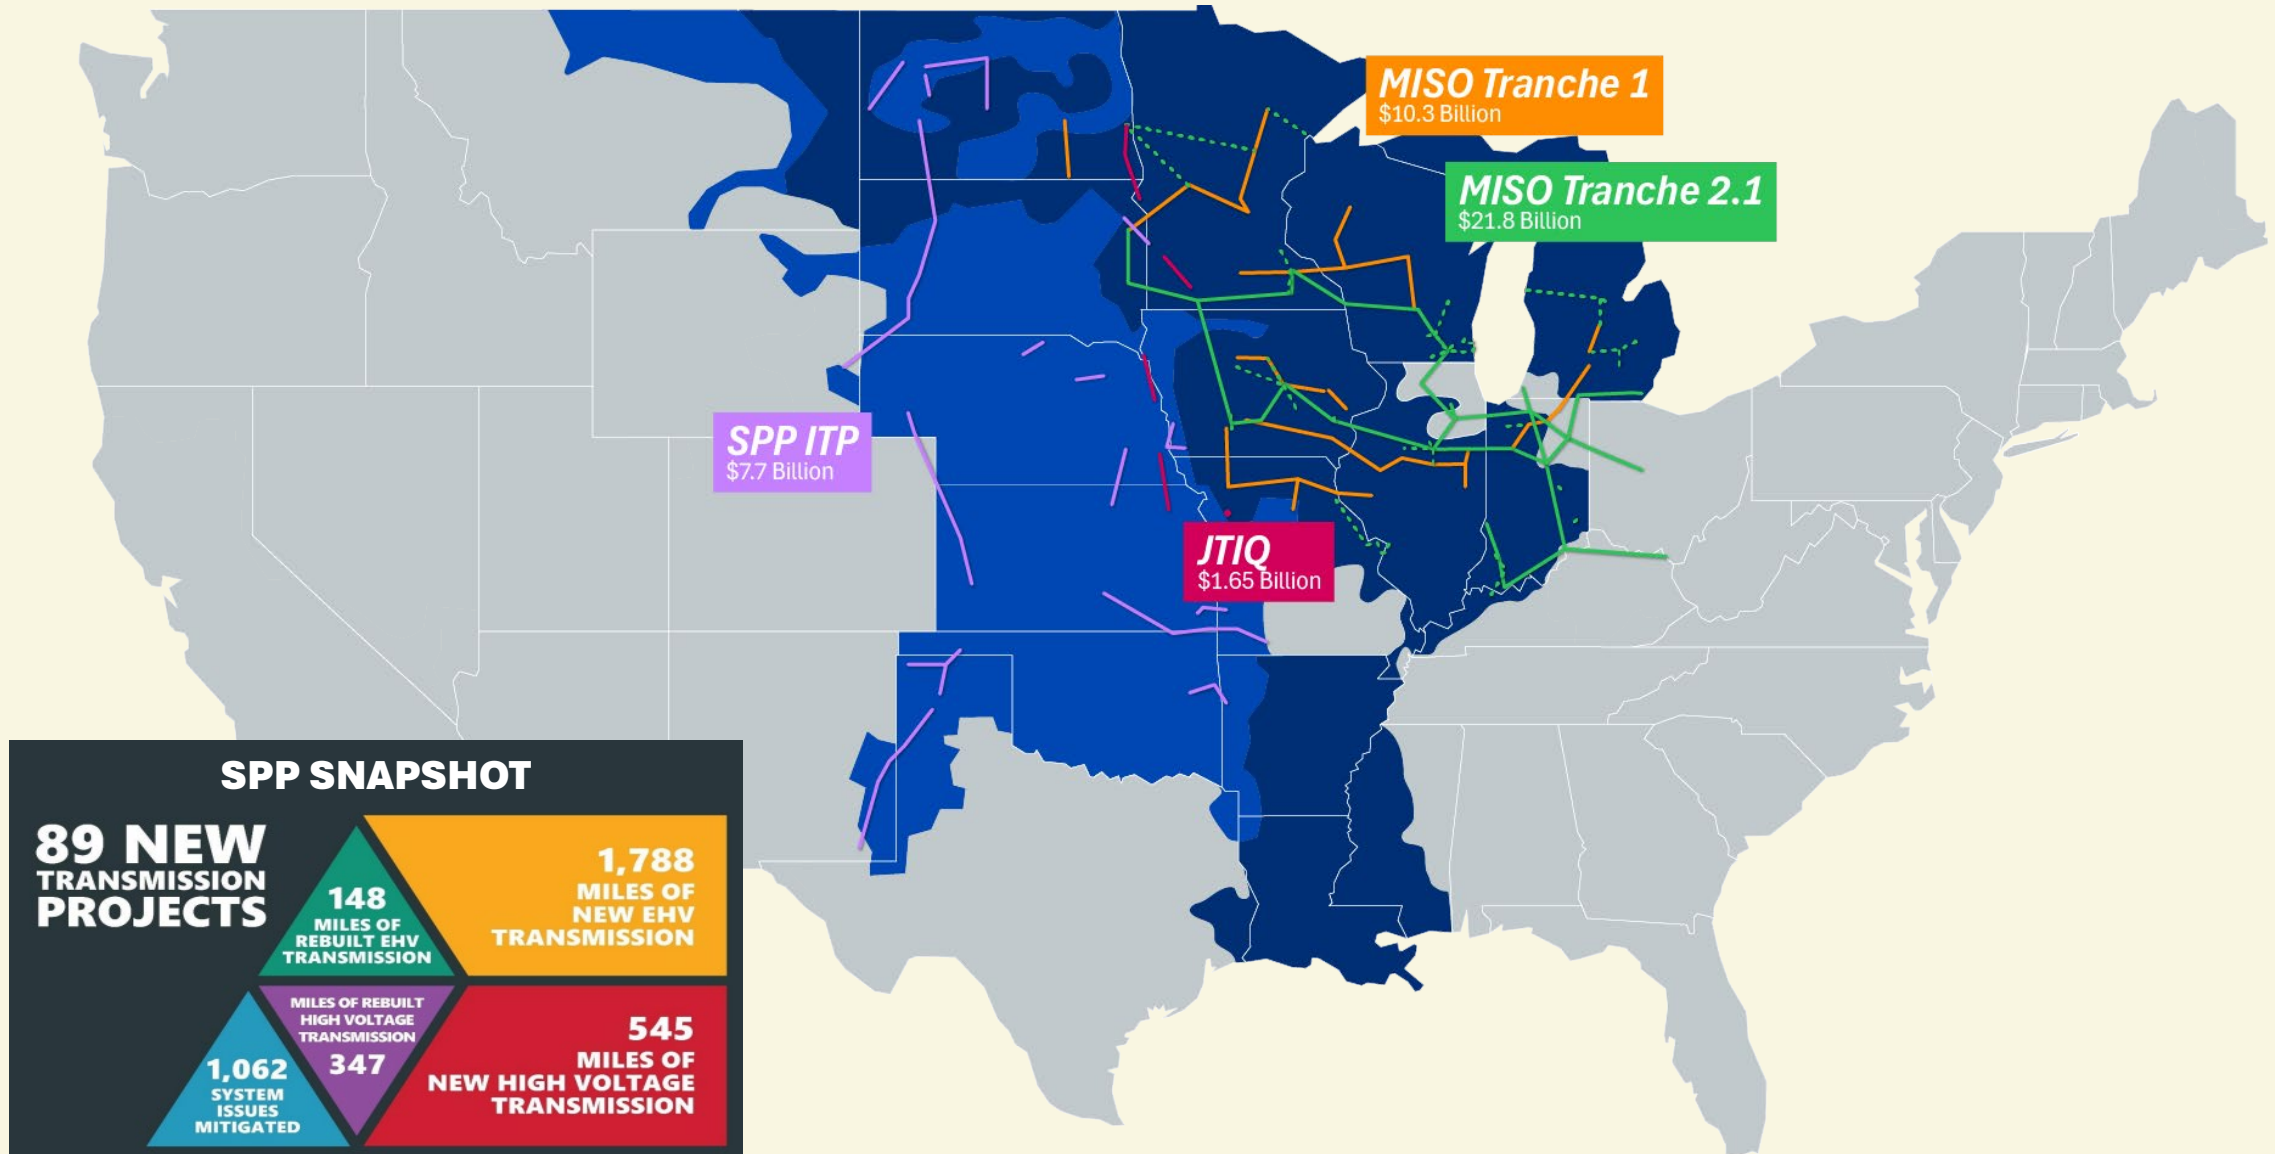 MISO Tranche 1
$10.3 Billion
MISO Tranche 2.1
$21.8 Billion
SPP ITP
$7.7 Billion
JTIQ
$1.65 Billion
SPP SNAPSHOT
89 NEW
TRANSMISSION
PROJECTS
148
MILES OF
REBUILT EHV
TRANSMISSION
1,788
MILES OF
NEW EHV
TRANSMISSION
1,062
SYSTEM
ISSUES
MITIGATED
MILES OF REBUILT
HIGH VOLTAGE
TRANSMISSION
347
545
MILES OF
NEW HIGH VOLTAGE
TRANSMISSION